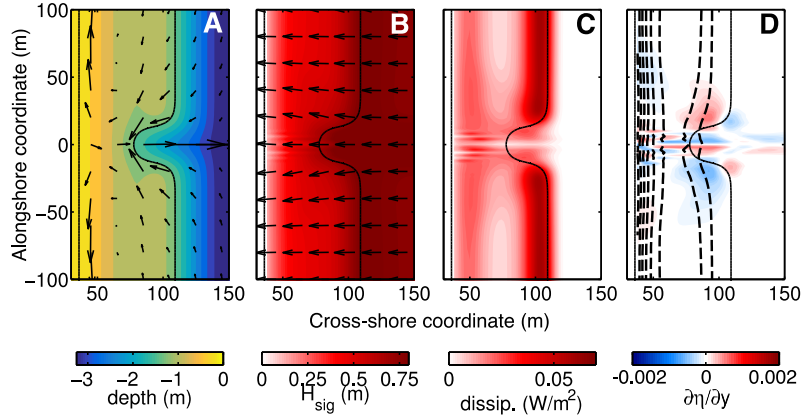 A B C D
Alongshore coordinate (m)
100
50
0
−50
−100
50 100 150 50 100 150 50 100 150 50 100 150
Cross-shore coordinate (m)
−3 −2 −1 0
depth (m)
0 0.25 0.5 0.75
H_sig (m)
0 0.05
dissip. (W/m²)
-0.002 0 0.002
∂η/∂y